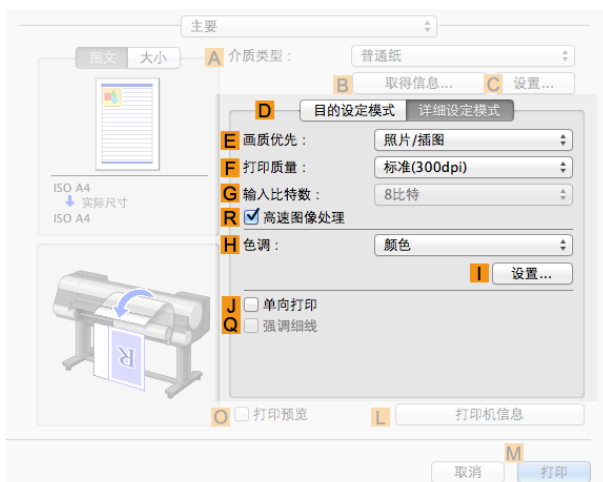 主要
图文 大小
A 介质类型： 普通纸
B 取得信息... C 设置...
D 目的设定模式 详细设定模式
E 画质优先： 照片/插图
F 打印质量： 标准(300dpi)
G 输入比特数： 8比特
R 高速图像处理
H 色调： 颜色
I 设置...
J 单向打印
Q 强调细线
ISO A4
实际尺寸
ISO A4
R
O 打印预览 L 打印机信息
M
取消 打印